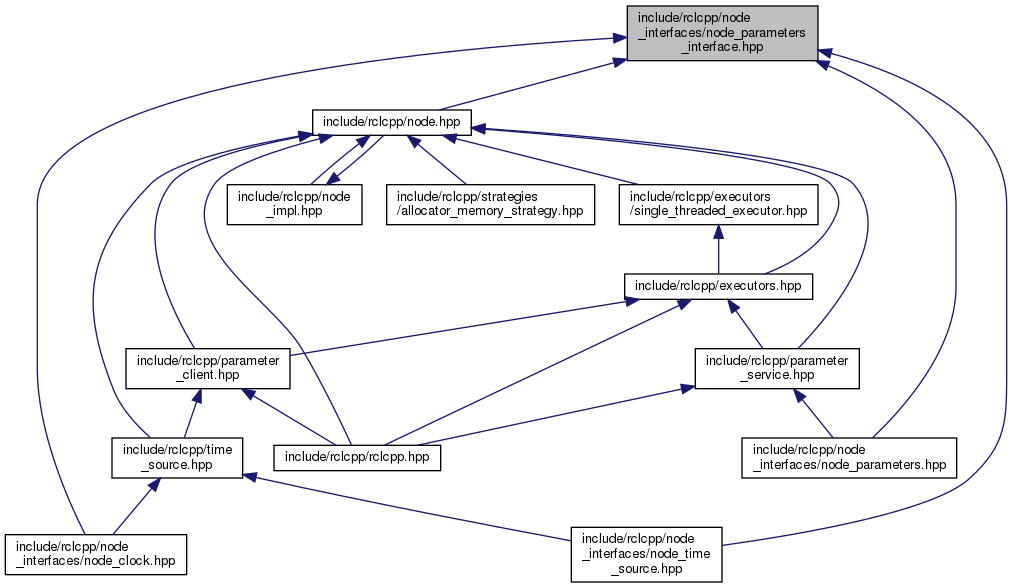 include/rclcpp/node
_interfaces/node_parameters
_interface.hpp
include/rclcpp/node.hpp
include/rclcpp/node
_impl.hpp
include/rclcpp/strategies
/allocator_memory_strategy.hpp
include/rclcpp/executors
/single_threaded_executor.hpp
include/rclcpp/executors.hpp
include/rclcpp/parameter
_client.hpp
include/rclcpp/parameter
_service.hpp
include/rclcpp/time
_source.hpp
include/rclcpp/rclcpp.hpp
include/rclcpp/node
_interfaces/node_parameters.hpp
include/rclcpp/node
_interfaces/node_clock.hpp
include/rclcpp/node
_interfaces/node_time
_source.hpp